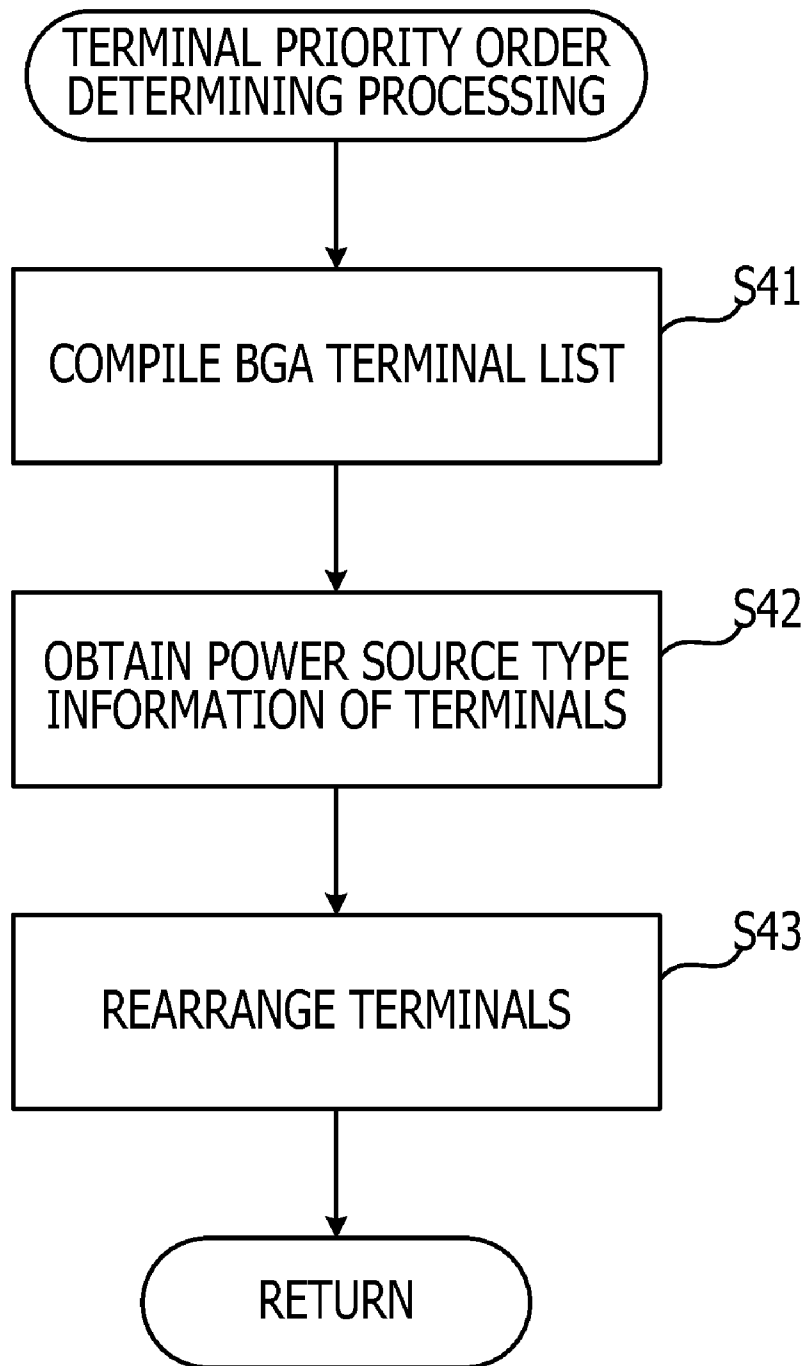 TERMINAL PRIORITY ORDER
DETERMINING PROCESSING
S41
COMPILE BGA TERMINAL LIST
S42
OBTAIN POWER SOURCE TYPE
INFORMATION OF TERMINALS
S43
REARRANGE TERMINALS
RETURN